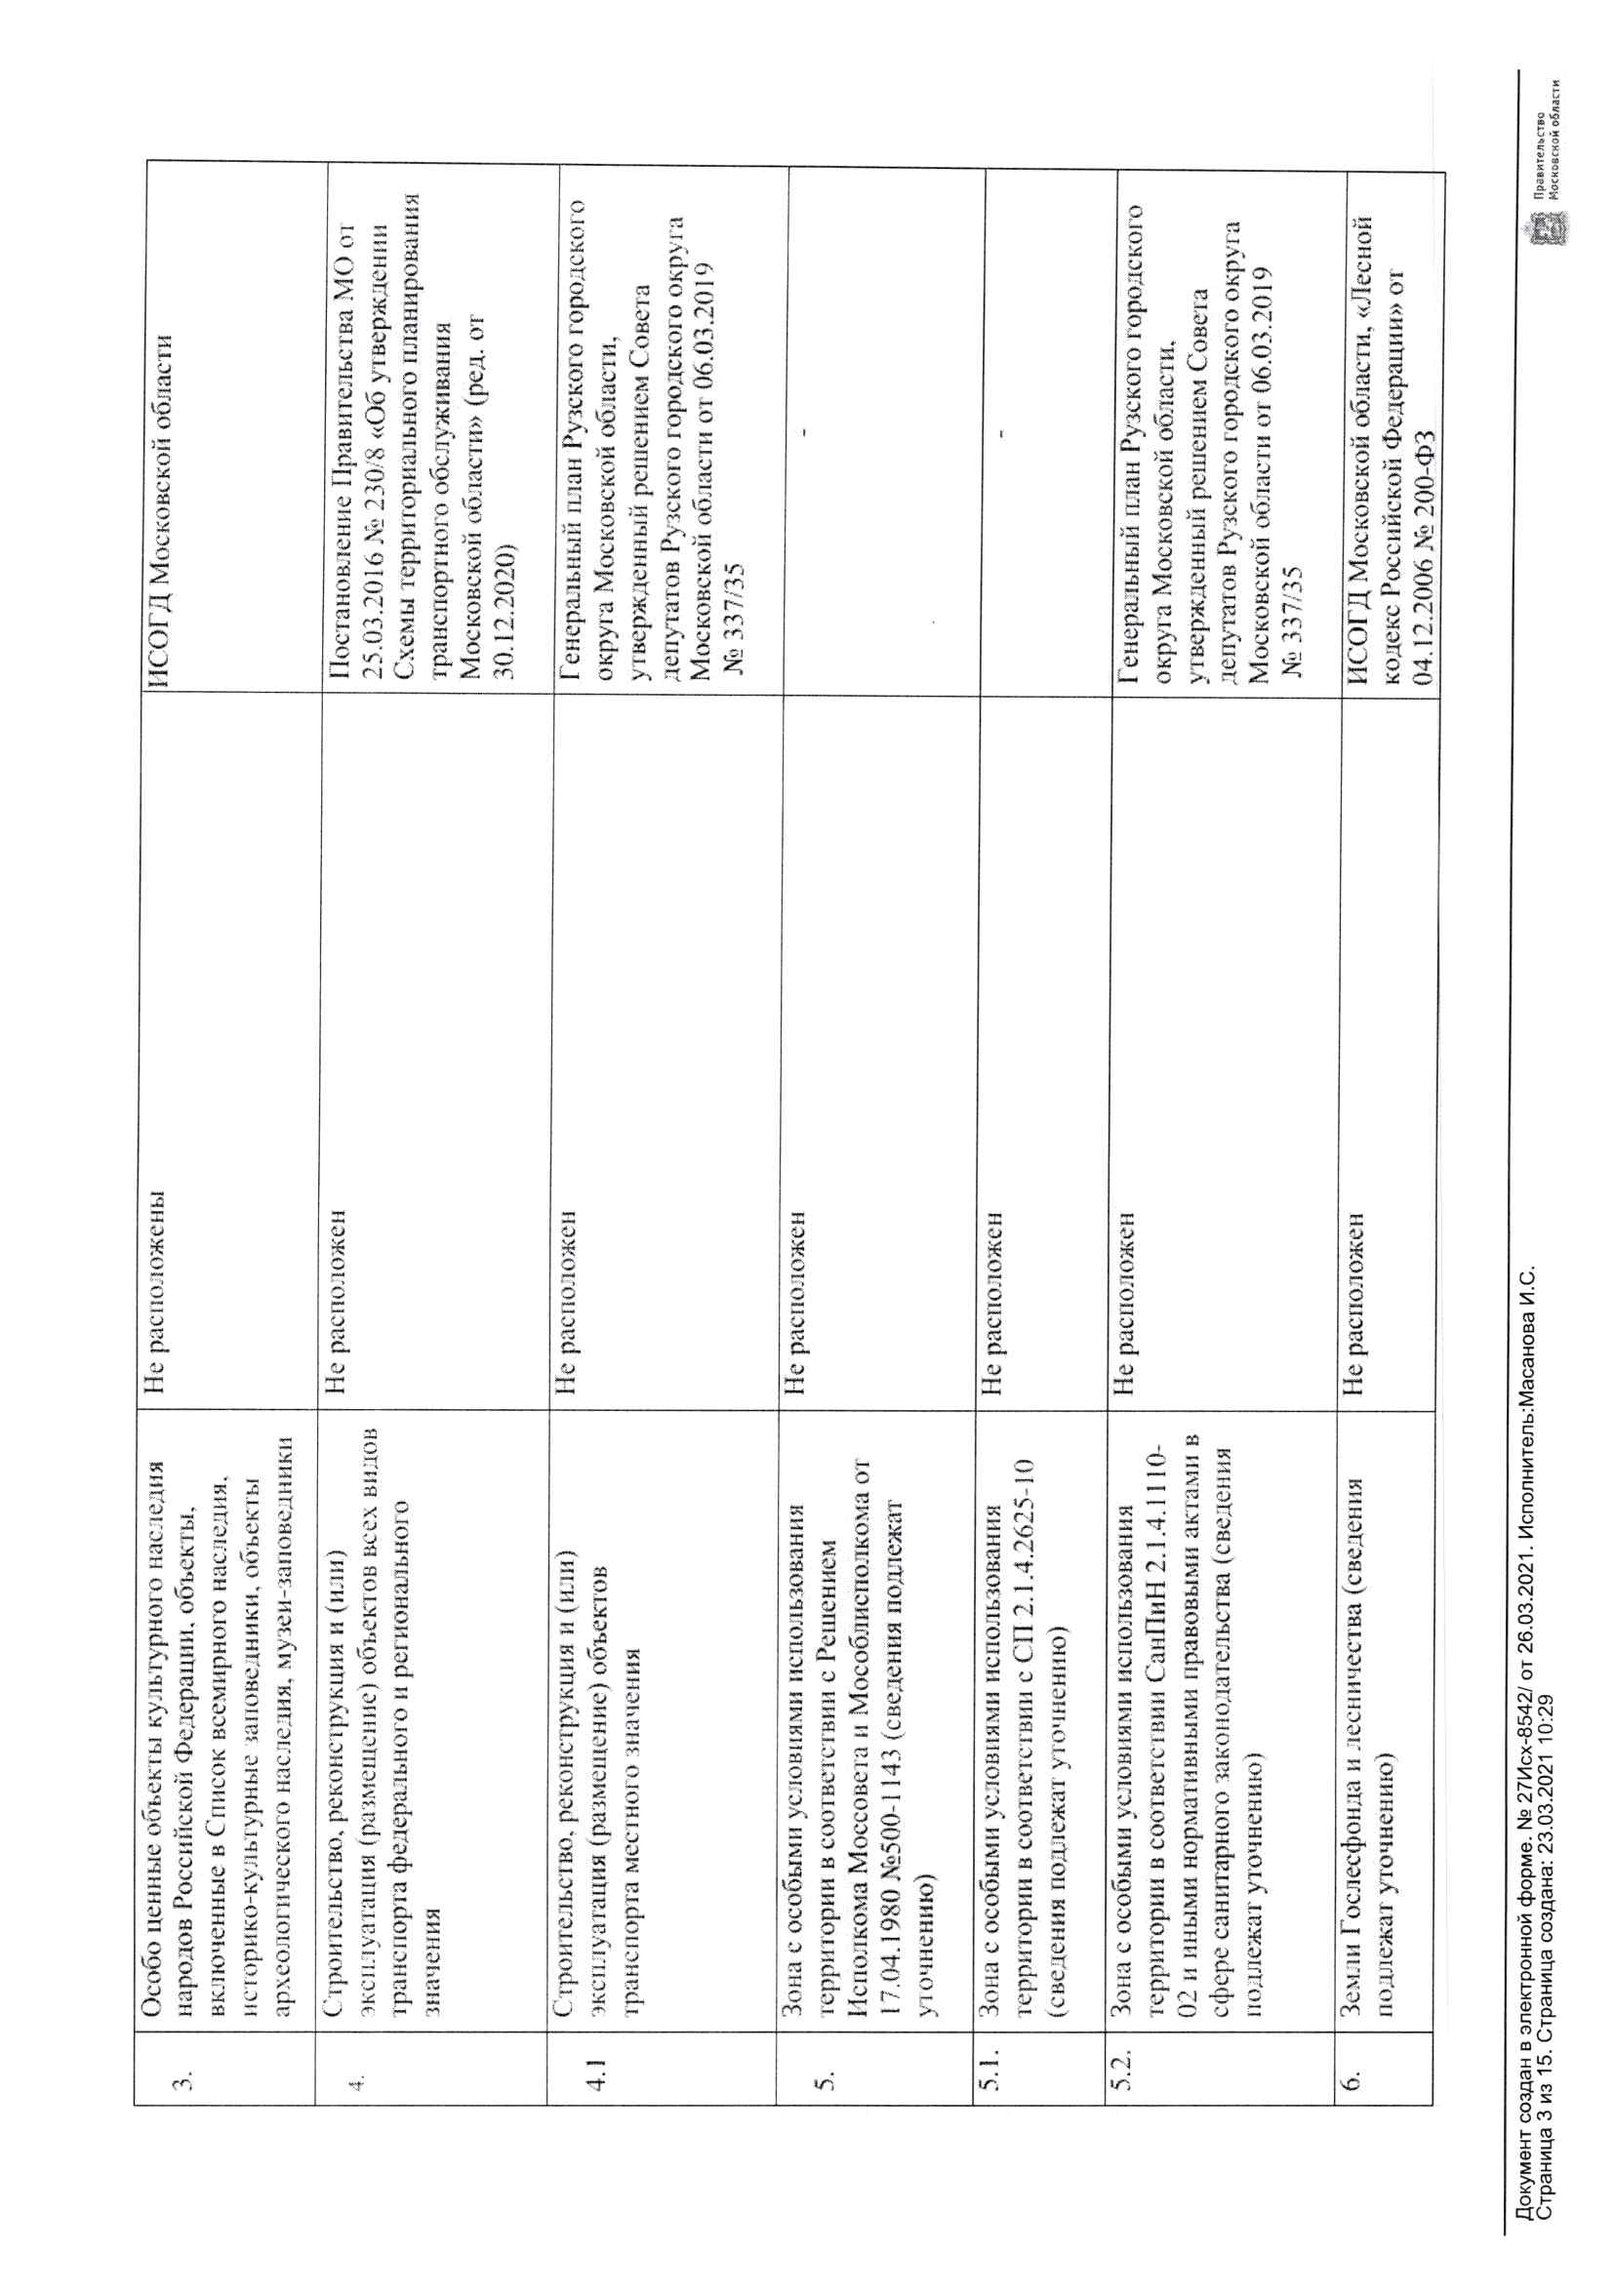 3.
Особо ценные объекты культурного наследия
народов Российской Федерации, объекты,
включенные в Список всемирного наследия,
историко-культурные заповедники, объекты
археологического наследия, музеи-заповедники
Не расположены
ИСОГД Московской области
4.
Строительство, реконструкция и (или)
эксплуатация (размещение) объектов всех видов
транспорта федерального и регионального
значения
Не расположен
Постановление Правительства МО от
25.03.2016 № 230/8 «Об утверждении
Схемы территориального планирования
транспортного обслуживания
Московской области» (ред. от
30.12.2020)
4.1
Строительство, реконструкция и (или)
эксплуатация (размещение) объектов
транспорта местного значения
Не расположен
Генеральный план Рузского городского
округа Московской области,
утвержденный решением Совета
депутатов Рузского городского округа
Московской области от 06.03.2019
№ 337/35
5.
Зона с особыми условиями использования
территории в соответствии с Решением
Исполкома Моссовета и Мособлисполкома от
17.04.1980 №500-1143 (сведения подлежат
уточнению)
Не расположен
-
5.1.
Зона с особыми условиями использования
территории в соответствии с СП 2.1.4.2625-10
(сведения подлежат уточнению)
Не расположен
-
5.2.
Зона с особыми условиями использования
территории в соответствии СанПиН 2.1.4.1110-
02 и иными нормативными правовыми актами в
сфере санитарного законодательства (сведения
подлежат уточнению)
Не расположен
Генеральный план Рузского городского
округа Московской области,
утвержденный решением Совета
депутатов Рузского городского округа
Московской области от 06.03.2019
№ 337/35
6.
Земли Гослесфонда и лесничества (сведения
подлежат уточнению)
Не расположен
ИСОГД Московской области, «Лесной
кодекс Российской Федерации» от
04.12.2006 № 200-ФЗ
Документ создан в электронной форме. № 27Исх-8542/ от 26.03.2021. Исполнитель:Масанова И.С.
Страница 3 из 15. Страница создана: 23.03.2021 10:29
Правительство
Московской области